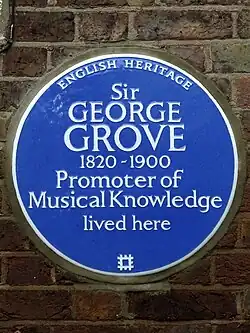 ENGLISH HERITAGE
Sir
GEORGE
GROVE
1820-1900
Promoter of
Musical Knowledge
lived here